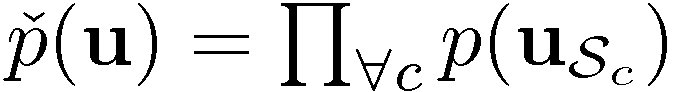 p̌(𝐮) = ∏_{∀c} p(𝐮_{𝒮_c})